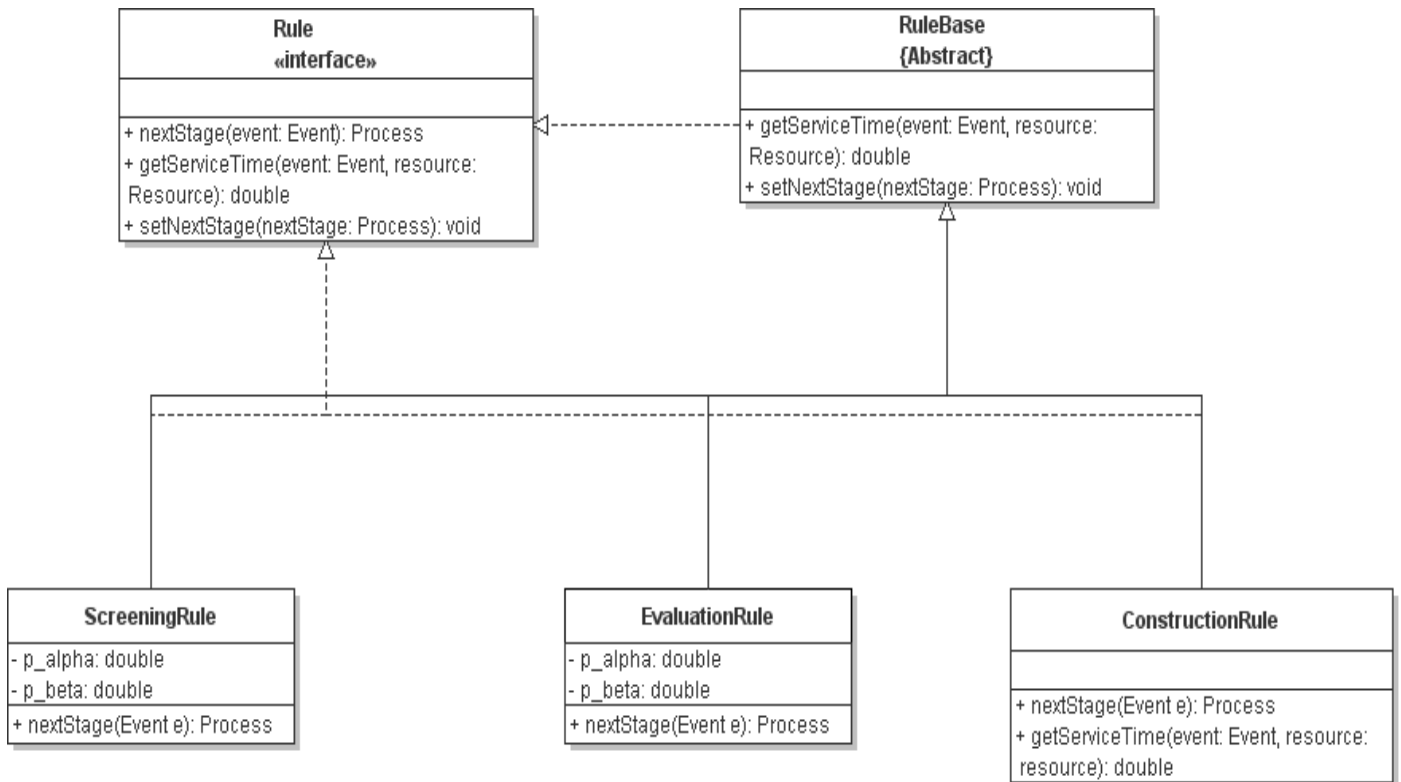 Rule
«interface»
+ nextStage(event: Event): Process
+ getServiceTime(event: Event, resource:
Resource): double
+ setNextStage(nextStage: Process): void
RuleBase
{Abstract}
+ getServiceTime(event: Event, resource:
Resource): double
+ setNextStage(nextStage: Process): void
ScreeningRule
- p_alpha: double
- p_beta: double
+ nextStage(Event e): Process
EvaluationRule
- p_alpha: double
- p_beta: double
+ nextStage(Event e): Process
ConstructionRule
+ nextStage(Event e): Process
+ getServiceTime(event: Event, resource:
resource): double